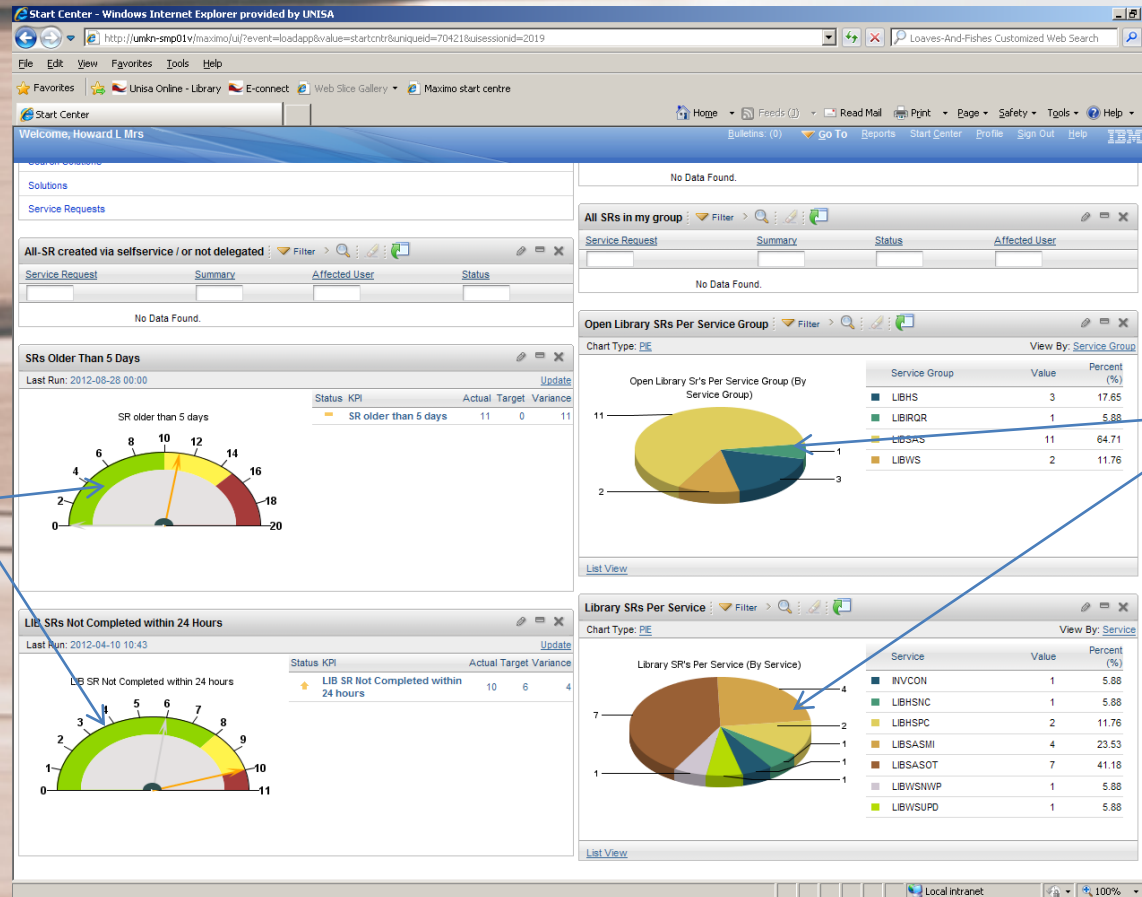 Start Center - Windows Internet Explorer provided by UNISA
http://umkn-smp01v/maximo/ui/?event=loadapp&value=startcntr&uniqueid=70421&uisessionid=2019
Loaves-And-Fishes Customized Web Search
File Edit View Favorites Tools Help
Favorites Unisa Online - Library E-connect Web Slice Gallery Maximo start centre
Start Center
Home Feeds (J) Read Mail Print Page Safety Tools Help
Welcome, Howard L Mrs
Bulletins: (0) Go To Reports Start Center Profile Sign Out Help IBM
Solutions
Service Requests
All-SR created via selfservice / or not delegated Filter >
Service Request Summary Affected User Status
No Data Found.
SRs Older Than 5 Days
Last Run: 2012-08-28 00:00 Update
Status KPI Actual Target Variance
SR older than 5 days 11 0 11
SR older than 5 days
0 2 4 6 8 10 12 14 16 18 20
LIB SRs Not Completed within 24 Hours
Last Run: 2012-04-10 10:43 Update
Status KPI Actual Target Variance
LIB SR Not Completed within 24 hours 10 6 4
LIB SR Not Completed within 24 hours
0 1 2 3 4 5 6 7 8 9 10 11
No Data Found.
All SRs in my group Filter >
Service Request Summary Status Affected User
No Data Found.
Open Library SRs Per Service Group Filter >
Chart Type: PIE View By: Service Group
Open Library Sr's Per Service Group (By
Service Group)
11
1
3
2
Service Group Value Percent (%)
LIBHS 3 17.65
LIBIRQR 1 5.88
LIBSAS 11 64.71
LIBWS 2 11.76
List View
Library SRs Per Service Filter >
Chart Type: PIE View By: Service
Library SR's Per Service (By Service)
4
7
2
1
1
1
1
Service Value Percent (%)
INVCON 1 5.88
LIBHSNC 1 5.88
LIBHSPC 2 11.76
LIBSASMI 4 23.53
LIBSASOT 7 41.18
LIBWSNWP 1 5.88
LIBWSUPD 1 5.88
List View
Local intranet 100%